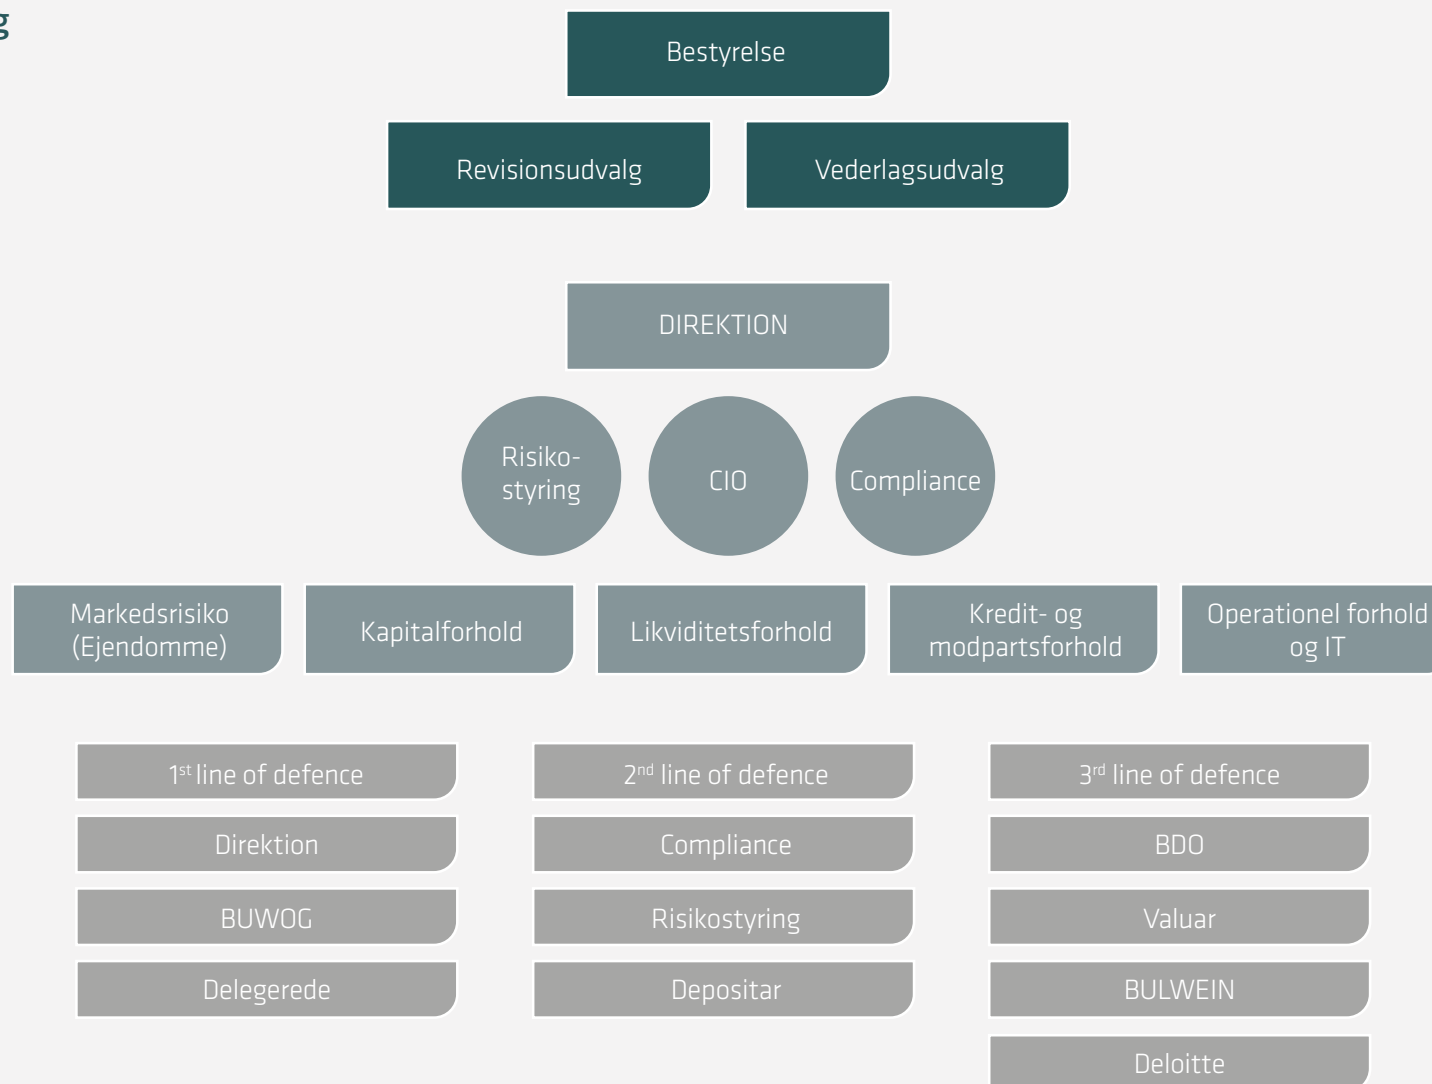 g
Bestyrelse
Revisionsudvalg
Vederlagsudvalg
DIREKTION
Risiko-
styring
CIO
Compliance
Markedsrisiko
(Ejendomme)
Kapitalforhold
Likviditetsforhold
Kredit- og
modpartsforhold
Operationel forhold
og IT
1st line of defence
2nd line of defence
3rd line of defence
Direktion
Compliance
BDO
BUWOG
Risikostyring
Valuar
Delegerede
Depositar
BULWEIN
Deloitte